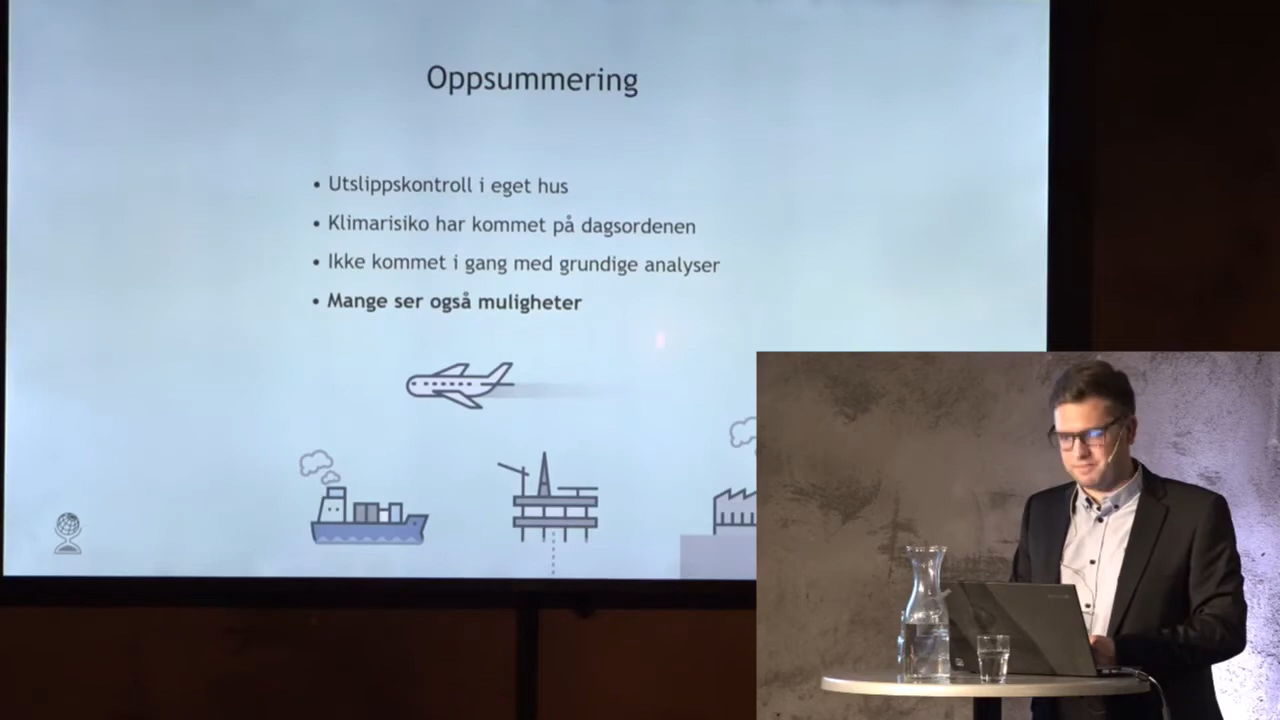 Oppsummering
• Utslippskontroll i eget hus
• Klimarisiko har kommet på dagsordenen
• Ikke kommet i gang med grundige analyser
• Mange ser også muligheter